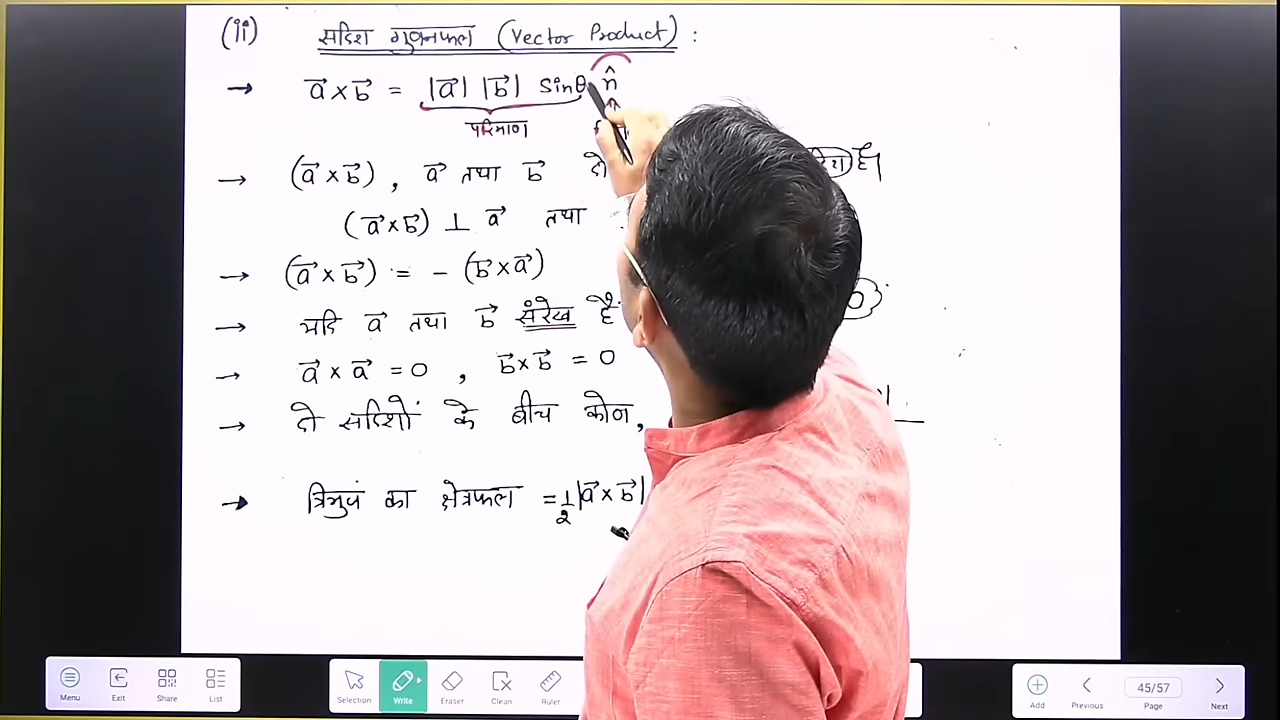 (ii) सदिश गुणनफल (Vector Product) :
→ a⃗ × b⃗ = |a⃗| |b⃗| sinθ n̂
परिमाण
→ (a⃗ × b⃗) , a⃗ तथा b⃗ दो है।
(a⃗ × b⃗) ⊥ a⃗ तथा
→ (a⃗ × b⃗) = - (b⃗ × a⃗)
→ यदि a⃗ तथा b⃗ संरेख है
→ a⃗ × a⃗ = 0 , b⃗ × b⃗ = 0
→ दो सदिशों के बीच कोण,
→ त्रिभुज का क्षेत्रफल = 1/2 |a⃗ × b⃗|
Menu Exit Share List Selection Write Eraser Clean Ruler Add Previous 45/57 Page Next